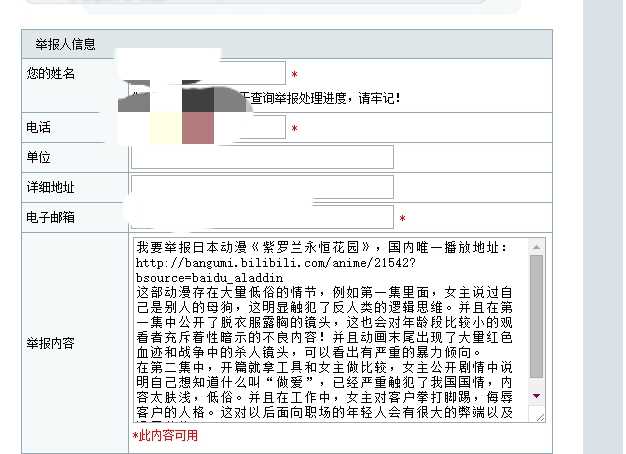 举报人信息
您的姓名 *
于查询举报处理进度，请牢记！
电话 *
单位
详细地址
电子邮箱 *
我要举报日本动漫《紫罗兰永恒花园》，国内唯一播放地址：
http://bangumi.bilibili.com/anime/21542?
bsource=baidu_aladdin
这部动漫存在大量低俗的情节，例如第一集里面，女主说过自
己是别人的母狗，这明显触犯了反人类的逻辑思维。并且在第
一集中公开了脱衣服露胸的镜头，这也会对年龄段比较小的观
看者充斥着性暗示的不良内容！并且动画末尾出现了大量红色
血迹和战争中的杀人镜头，可以看出有严重的暴力倾向。
举报内容
在第二集中，开篇就拿工具和女主做比较，女主公开剧情中说
明自己想知道什么叫“做爱”，已经严重触犯了我国国情，内
容太肤浅，低俗。并且在工作中，女主对客户拳打脚踢，侮辱
客户的人格。这对以后面向职场的年轻人会有很大的弊端以及
*此内容可用